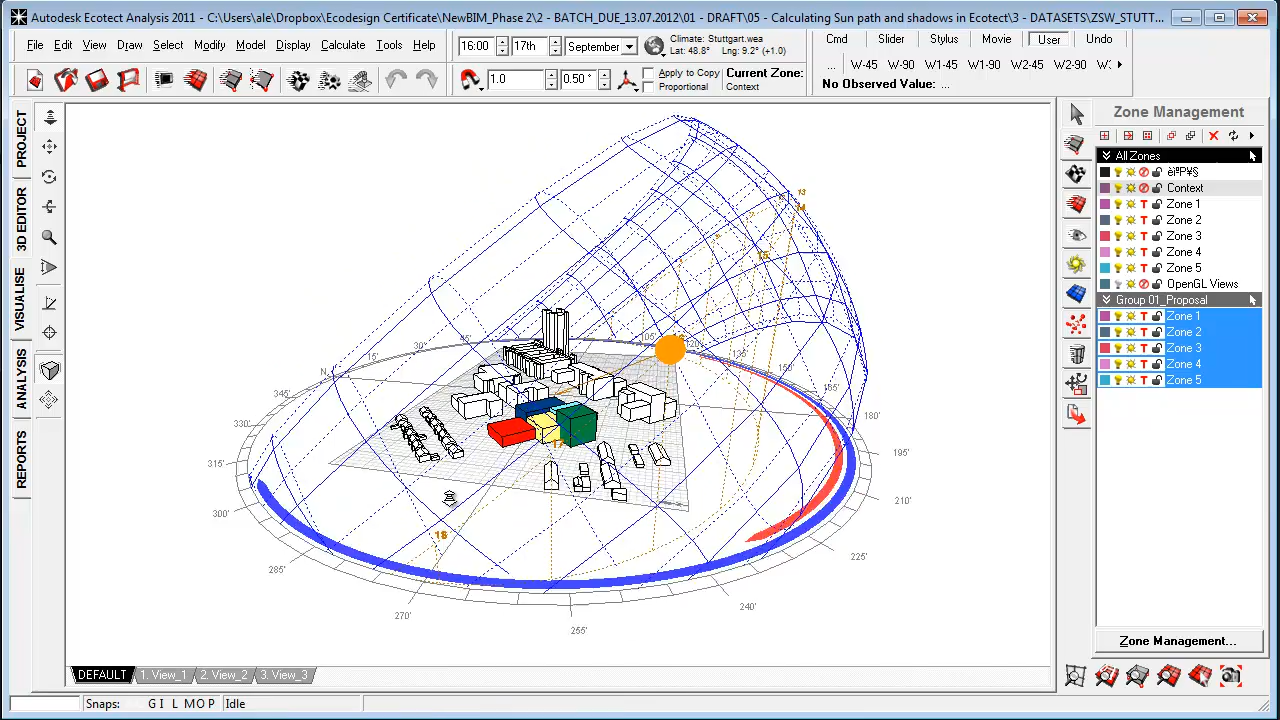 Autodesk Ecotect Analysis 2011 - C:\Users\ale\Dropbox\Ecodesign Certificate\NewBIM_Phase 2\2 - BATCH_DUE_13.07.2012\01 - DRAFT\05 - Calculating Sun path and shadows in Ecotect\3 - DATASETS\ZSW_STUTT...
File Edit View Draw Select Modify Model Display Calculate Tools Help
16:00 17th September
Climate: Stuttgart.wea
Lat: 48.8° Lng: 9.2° (+1.0)
Cmd Slider Stylus Movie User Undo
... W-45 W-90 W1-45 W1-90 W2-45 W2-90
1.0 0.50 °
Apply to Copy
Proportional
Current Zone:
Context
No Observed Value: ...
PROJECT
3D EDITOR
VISUALISE
ANALYSIS
REPORTS
Zone Management
All Zones
Context
Zone 1
Zone 2
Zone 3
Zone 4
Zone 5
OpenGL Views
Group 01_Proposal
Zone 1
Zone 2
Zone 3
Zone 4
Zone 5
Zone Management...
13
14
15
17
18
N
15°
345°
330°
315°
300°
285°
270°
255°
240°
225°
210°
195°
180°
165°
150°
135°
DEFAULT 1. View_1 2. View_2 3. View_3
Snaps: G I L M O P Idle